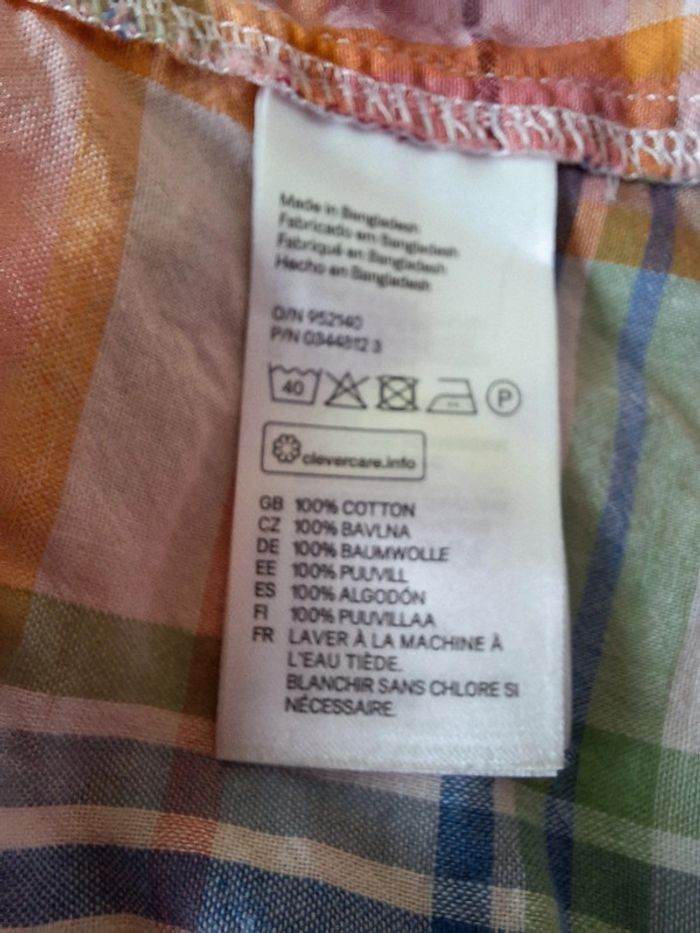 Made in Bangladesh
Fabricado em Bangladesh
Fabriqué en Bangladesh
Hecho en Bangladesh
O/N 952140
P/N 0344812 3
40
P
clevercare.info
GB 100% COTTON
CZ 100% BAVLNA
DE 100% BAUMWOLLE
EE 100% PUUVILL
ES 100% ALGODÓN
FI 100% PUUVILLAA
FR LAVER À LA MACHINE À
L'EAU TIÈDE.
BLANCHIR SANS CHLORE SI
NÉCESSAIRE.